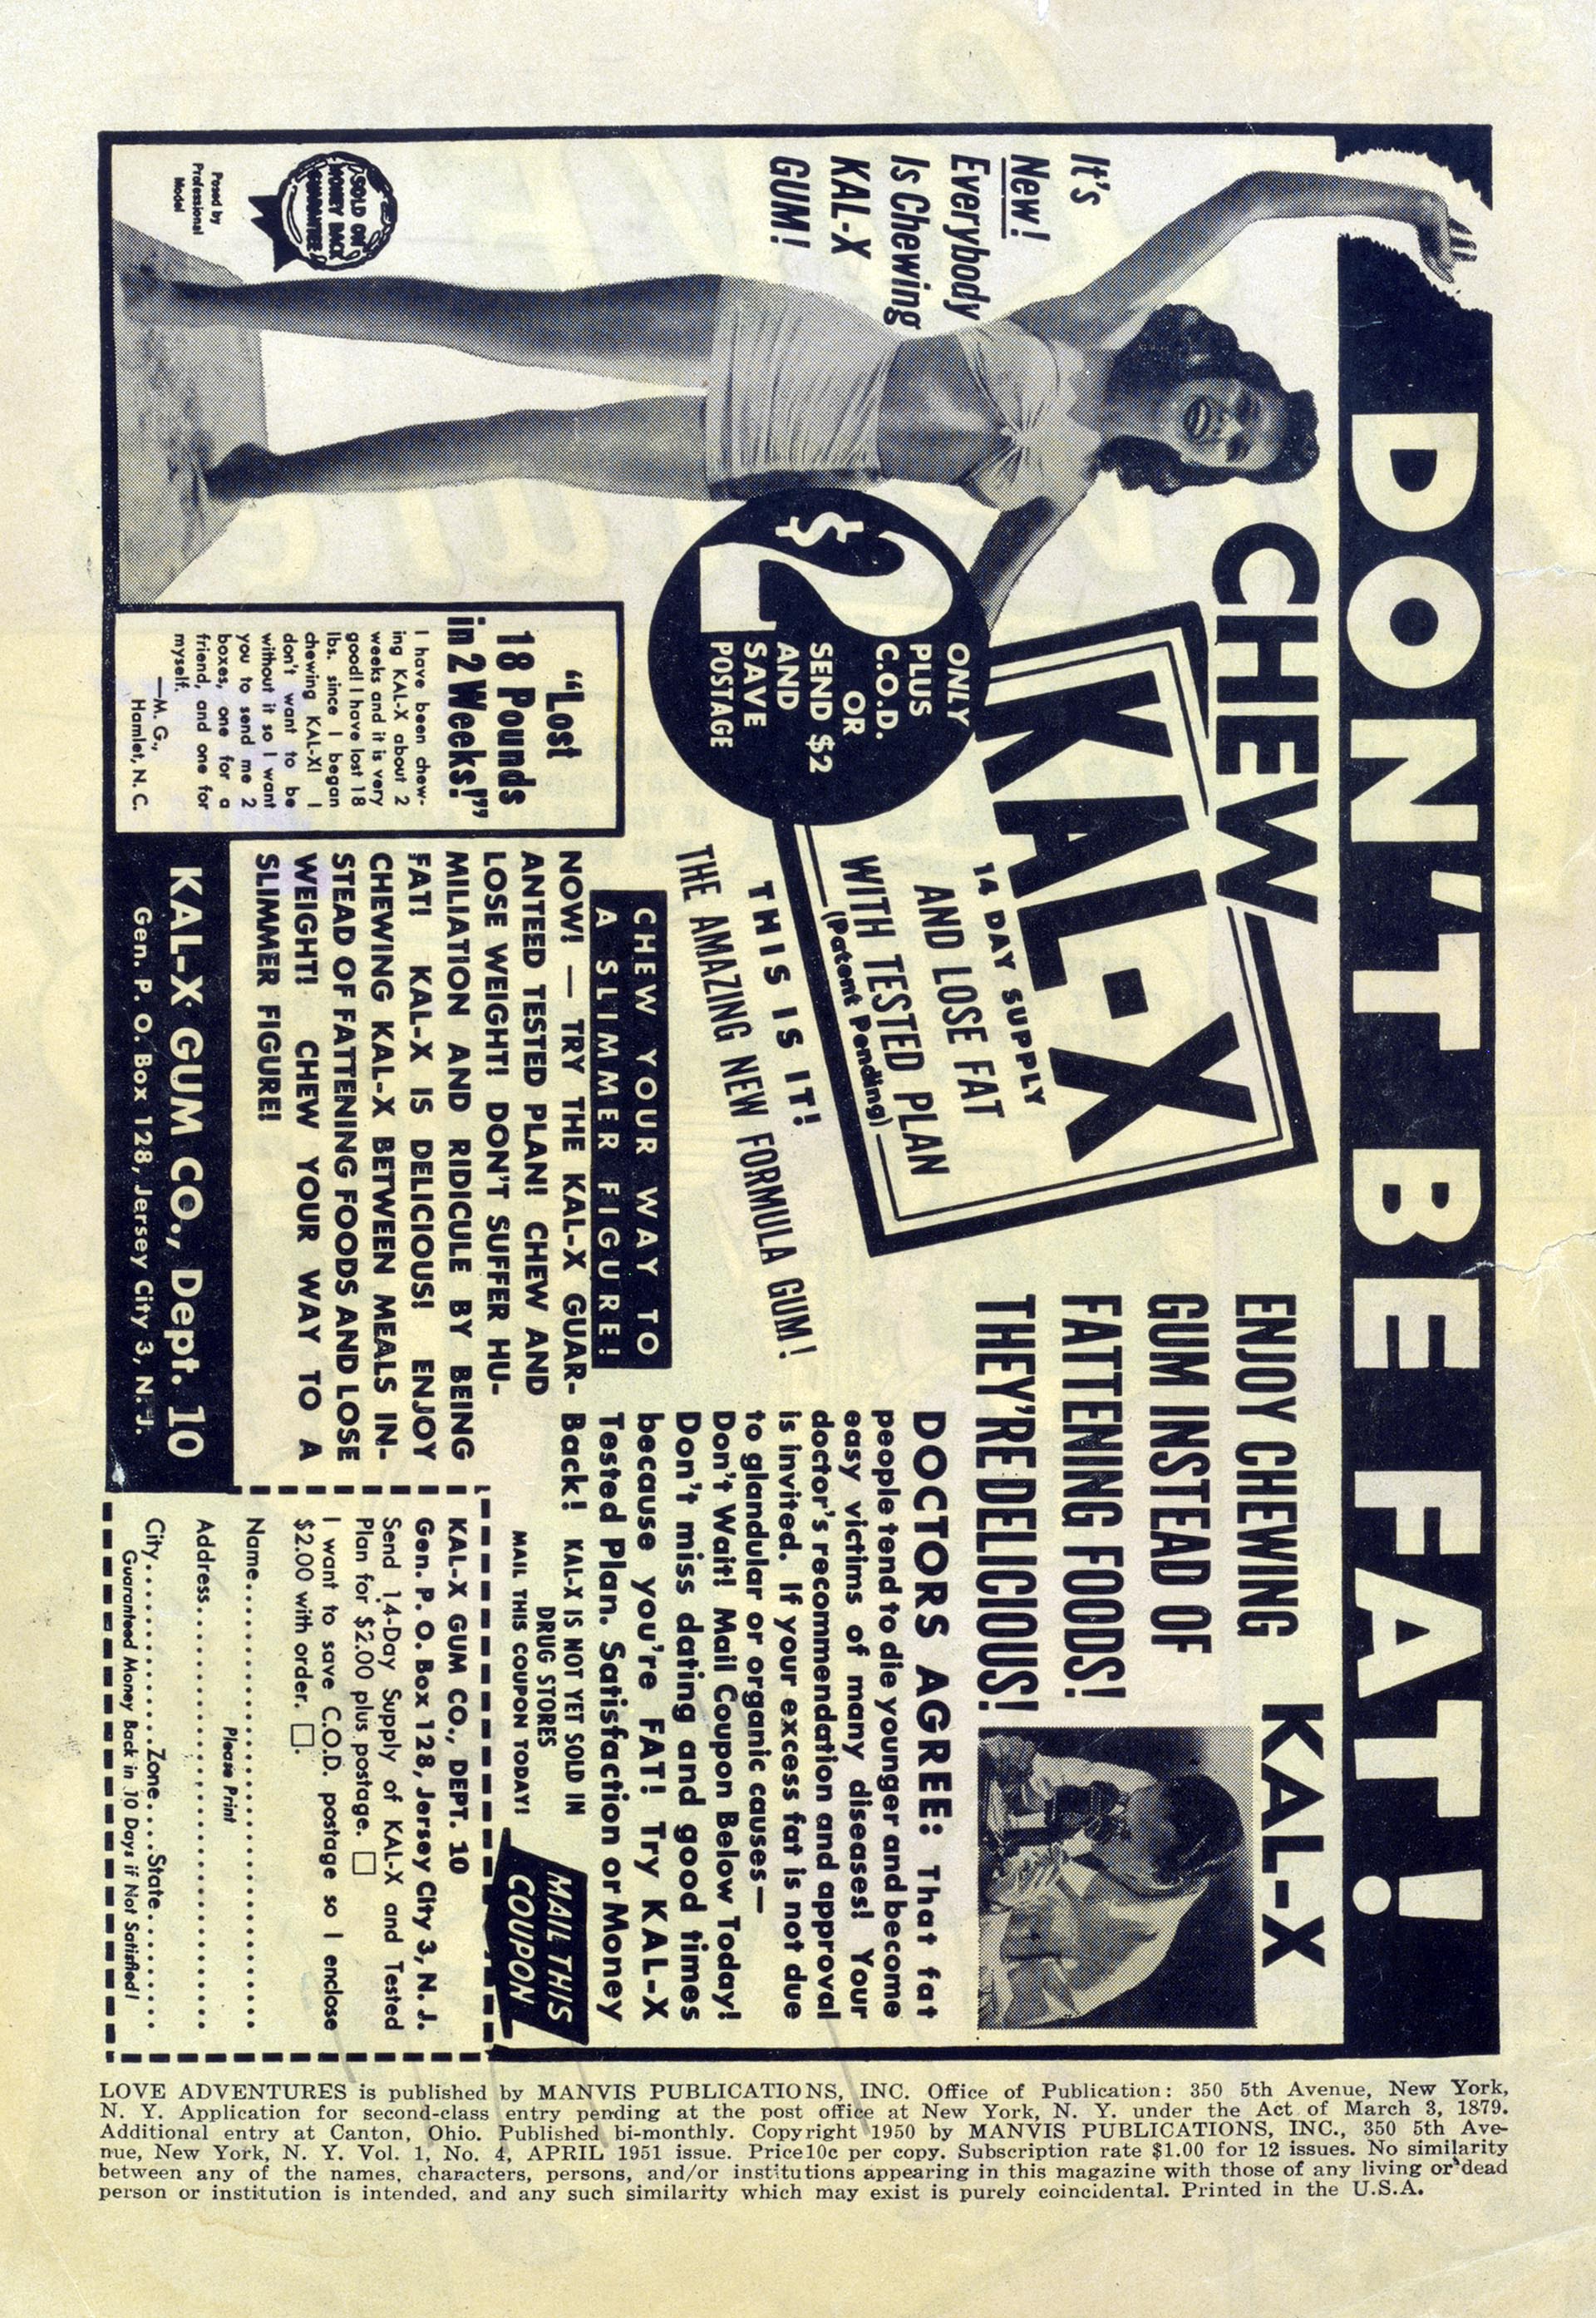 DON'T BE FAT!
It's
New!
Everybody
Is Chewing
KAL-X
GUM!
CHEW
KAL-X
14 DAY SUPPLY
AND LOSE FAT
WITH TESTED PLAN
(Patent Pending)
$2
ONLY
PLUS
C.O.D.
OR
SEND $2
AND
SAVE
POSTAGE
THIS IS IT!
THE AMAZING NEW FORMULA GUM!
ENJOY CHEWING KAL-X
GUM INSTEAD OF
FATTENING FOODS!
THEY'RE DELICIOUS!
SOLD ON
MONEY BACK
GUARANTEE
Posed by
Professional
Model
"Lost
18 Pounds
in 2 Weeks!"
I have been chew-
ing KAL-X about 2
weeks and it is very
good! I have lost 18
lbs. since I began
chewing KAL-X! I
don't want to be
without it so I want
you to send me 2
boxes, one for a
friend, and one for
myself.
—M. G.,
Hamlet, N. C.
CHEW YOUR WAY TO
A SLIMMER FIGURE!
NOW! — TRY THE KAL-X GUAR-
ANTEED TESTED PLAN! CHEW AND
LOSE WEIGHT! DON'T SUFFER HU-
MILIATION AND RIDICULE BY BEING
FAT! KAL-X IS DELICIOUS! ENJOY
CHEWING KAL-X BETWEEN MEALS IN-
STEAD OF FATTENING FOODS AND LOSE
WEIGHT! CHEW YOUR WAY TO A
SLIMMER FIGURE!
KAL-X GUM CO., Dept. 10
Gen. P. O. Box 128, Jersey City 3, N. J.
DOCTORS AGREE: That fat
people tend to die younger and become
easy victims of many diseases! Your
doctor's recommendation and approval
is invited. If your excess fat is not due
to glandular or organic causes—
Don't Wait! Mail Coupon Below Today!
Don't miss dating and good times
because you're FAT! Try KAL-X
Tested Plan. Satisfaction or Money
Back! KAL-X IS NOT YET SOLD IN
DRUG STORES
MAIL THIS COUPON TODAY!
MAIL THIS
COUPON
KAL-X GUM CO., DEPT. 10
Gen. P. O. Box 128, Jersey City 3, N. J.
Send 14-Day Supply of KAL-X and Tested
Plan for $2.00 plus postage. □
I want to save C.O.D. postage so I enclose
$2.00 with order. □.
Name
Please Print
Address
City Zone State
Guaranteed Money Back in 10 Days if Not Satisfied!
LOVE ADVENTURES is published by MANVIS PUBLICATIONS, INC. Office of Publication: 350 5th Avenue, New York,
N. Y. Application for second-class entry pending at the post office at New York, N. Y. under the Act of March 3, 1879.
Additional entry at Canton, Ohio. Published bi-monthly. Copyright 1950 by MANVIS PUBLICATIONS, INC., 350 5th Ave-
nue, New York, N. Y. Vol. 1, No. 4, APRIL 1951 issue. Price10c per copy. Subscription rate $1.00 for 12 issues. No similarity
between any of the names, characters, persons, and/or institutions appearing in this magazine with those of any living or dead
person or institution is intended, and any such similarity which may exist is purely coincidental. Printed in the U.S.A.